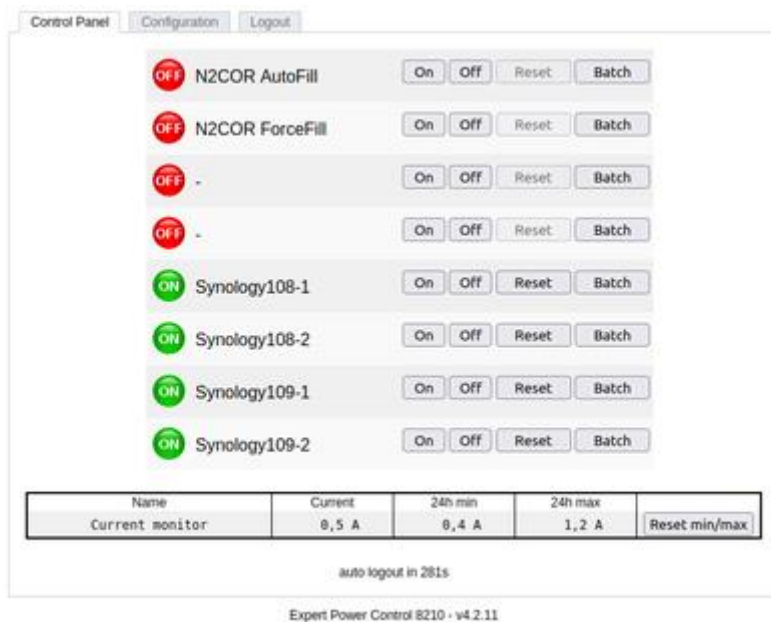 Control Panel Configuration Logout
OFF N2COR AutoFill On Off Reset Batch
OFF N2COR ForceFill On Off Reset Batch
OFF - On Off Reset Batch
OFF - On Off Reset Batch
ON Synology108-1 On Off Reset Batch
ON Synology108-2 On Off Reset Batch
ON Synology109-1 On Off Reset Batch
ON Synology109-2 On Off Reset Batch
Name Current 24h min 24h max
Current monitor 0,5 A 0,4 A 1,2 A Reset min/max
auto logout in 281s
Expert Power Control 8210 - v4.2.11